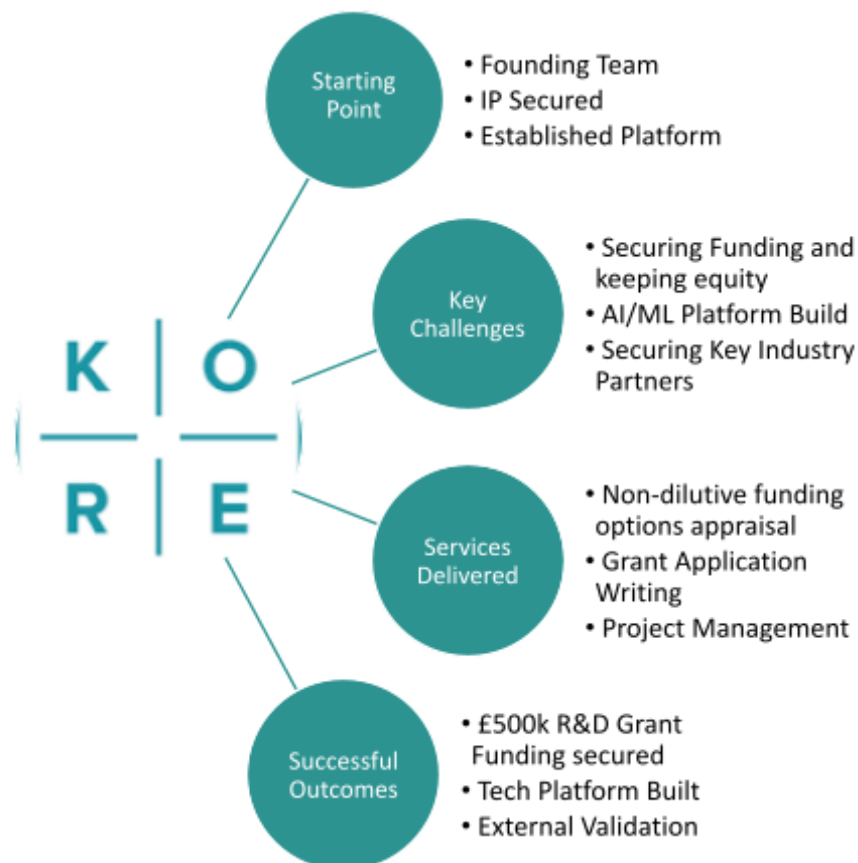 Starting
Point
• Founding Team
• IP Secured
• Established Platform
Key
Challenges
• Securing Funding and
keeping equity
• AI/ML Platform Build
• Securing Key Industry
Partners
K O
R E
Services
Delivered
• Non-dilutive funding
options appraisal
• Grant Application
Writing
• Project Management
Successful
Outcomes
• £500k R&D Grant
Funding secured
• Tech Platform Built
• External Validation